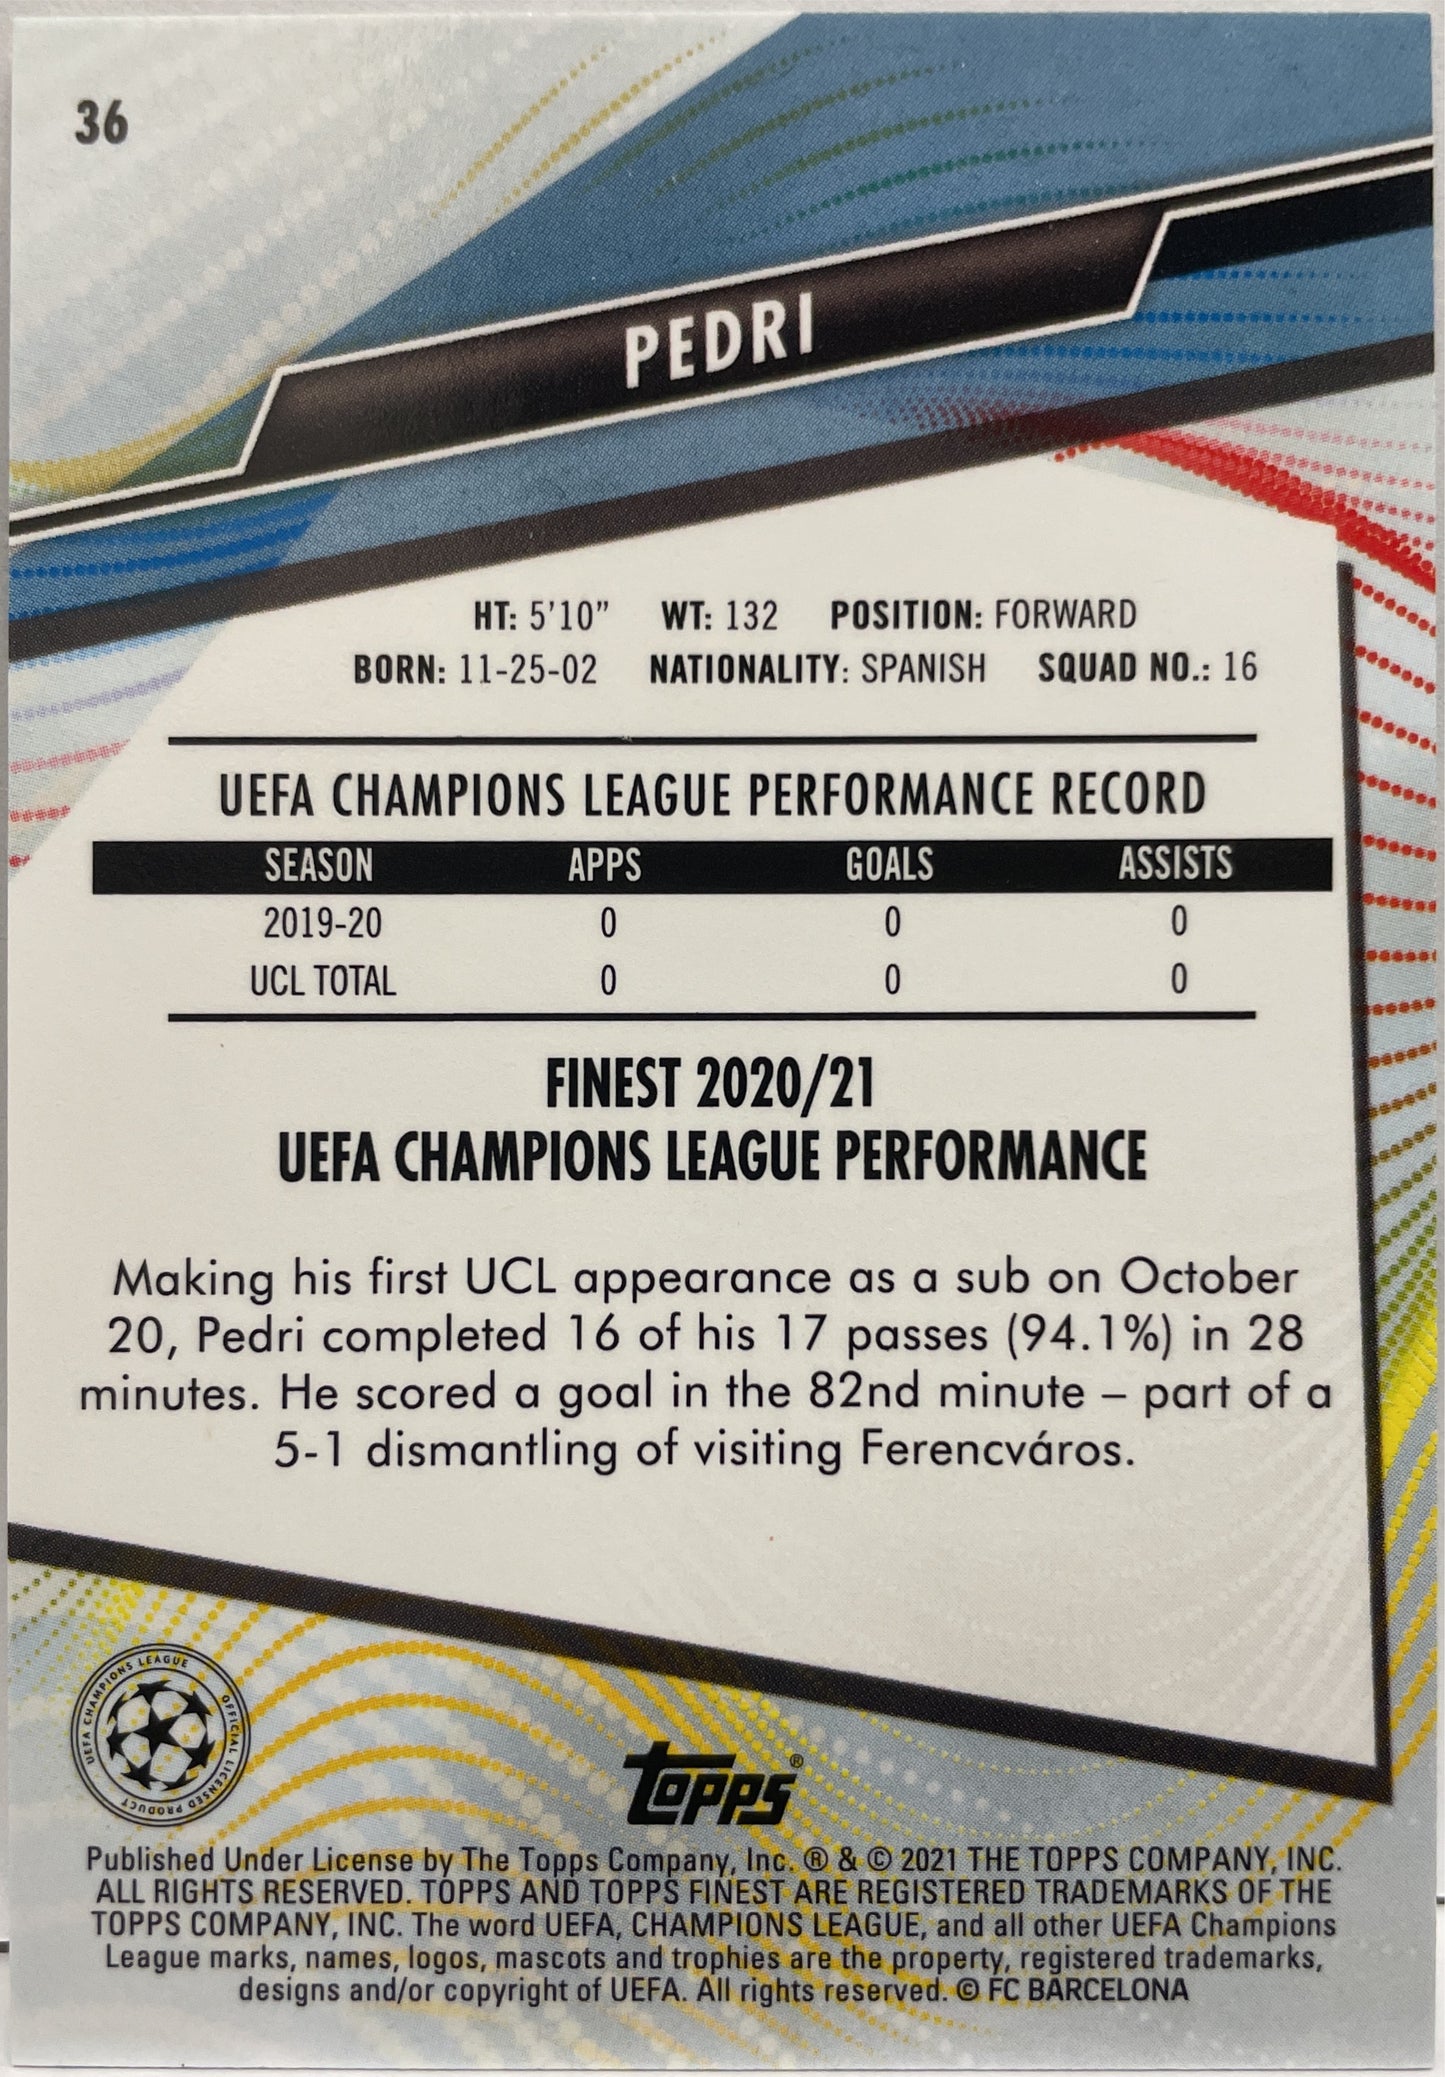 36
PEDRI
HT: 5'10" WT: 132 POSITION: FORWARD
BORN: 11-25-02 NATIONALITY: SPANISH SQUAD NO.: 16
UEFA CHAMPIONS LEAGUE PERFORMANCE RECORD
SEASON APPS GOALS ASSISTS
2019-20 0 0 0
UCL TOTAL 0 0 0
FINEST 2020/21
UEFA CHAMPIONS LEAGUE PERFORMANCE
Making his first UCL appearance as a sub on October
20, Pedri completed 16 of his 17 passes (94.1%) in 28
minutes. He scored a goal in the 82nd minute – part of a
5-1 dismantling of visiting Ferencváros.
UEFA CHAMPIONS LEAGUE OFFICIAL LICENSED PRODUCT
topps®
Published Under License by The Topps Company, Inc. ® & © 2021 THE TOPPS COMPANY, INC.
ALL RIGHTS RESERVED. TOPPS AND TOPPS FINEST ARE REGISTERED TRADEMARKS OF THE
TOPPS COMPANY, INC. The word UEFA, CHAMPIONS LEAGUE, and all other UEFA Champions
League marks, names, logos, mascots and trophies are the property, registered trademarks,
designs and/or copyright of UEFA. All rights reserved. © FC BARCELONA